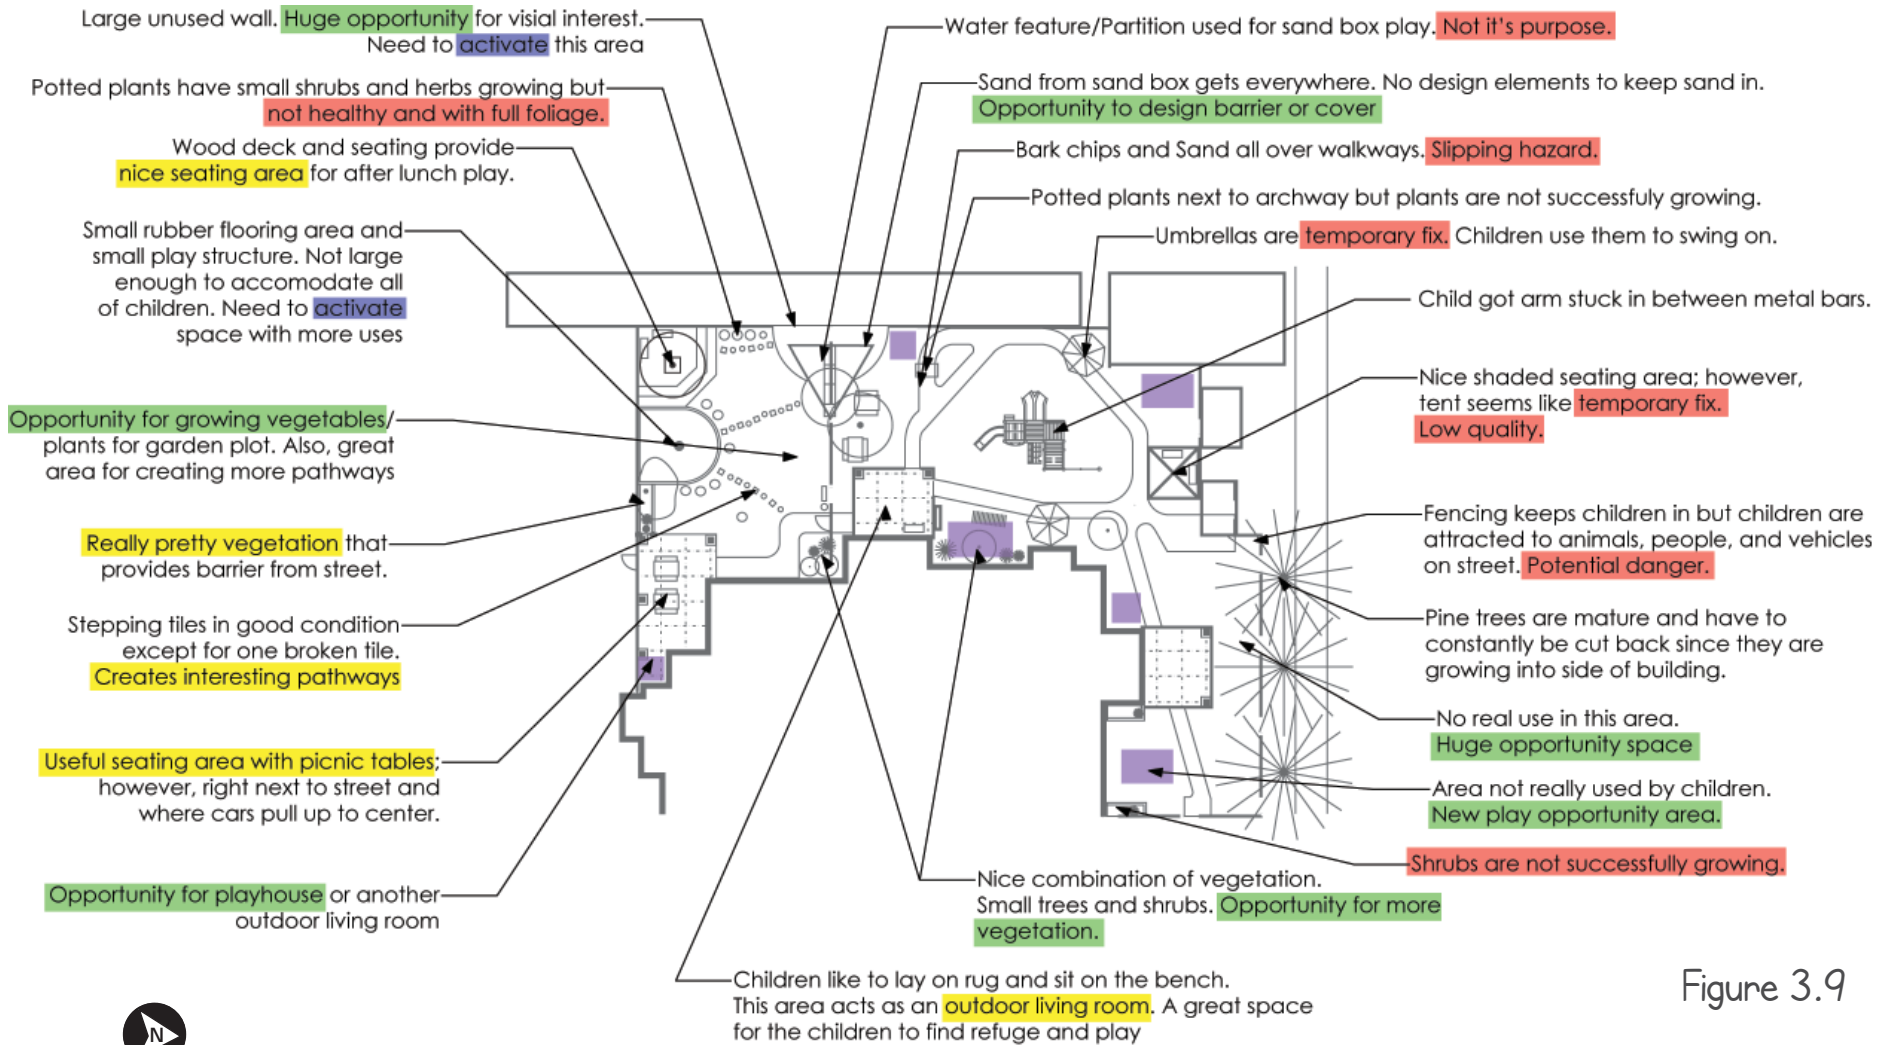 Large unused wall. Huge opportunity for visial interest.
Need to activate this area
Potted plants have small shrubs and herbs growing but
not healthy and with full foliage.
Wood deck and seating provide
nice seating area for after lunch play.
Small rubber flooring area and
small play structure. Not large
enough to accomodate all
of children. Need to activate
space with more uses
Opportunity for growing vegetables/
plants for garden plot. Also, great
area for creating more pathways
Really pretty vegetation that
provides barrier from street.
Stepping tiles in good condition
except for one broken tile.
Creates interesting pathways
Useful seating area with picnic tables;
however, right next to street and
where cars pull up to center.
Opportunity for playhouse or another
outdoor living room
Water feature/Partition used for sand box play. Not it's purpose.
Sand from sand box gets everywhere. No design elements to keep sand in.
Opportunity to design barrier or cover
Bark chips and Sand all over walkways. Slipping hazard.
Potted plants next to archway but plants are not successfuly growing.
Umbrellas are temporary fix. Children use them to swing on.
Child got arm stuck in between metal bars.
Nice shaded seating area; however,
tent seems like temporary fix.
Low quality.
Fencing keeps children in but children are
attracted to animals, people, and vehicles
on street. Potential danger.
Pine trees are mature and have to
constantly be cut back since they are
growing into side of building.
No real use in this area.
Huge opportunity space
Area not really used by children.
New play opportunity area.
Shrubs are not successfully growing.
Nice combination of vegetation.
Small trees and shrubs. Opportunity for more
vegetation.
Children like to lay on rug and sit on the bench.
This area acts as an outdoor living room. A great space
for the children to find refuge and play
Figure 3.9
N